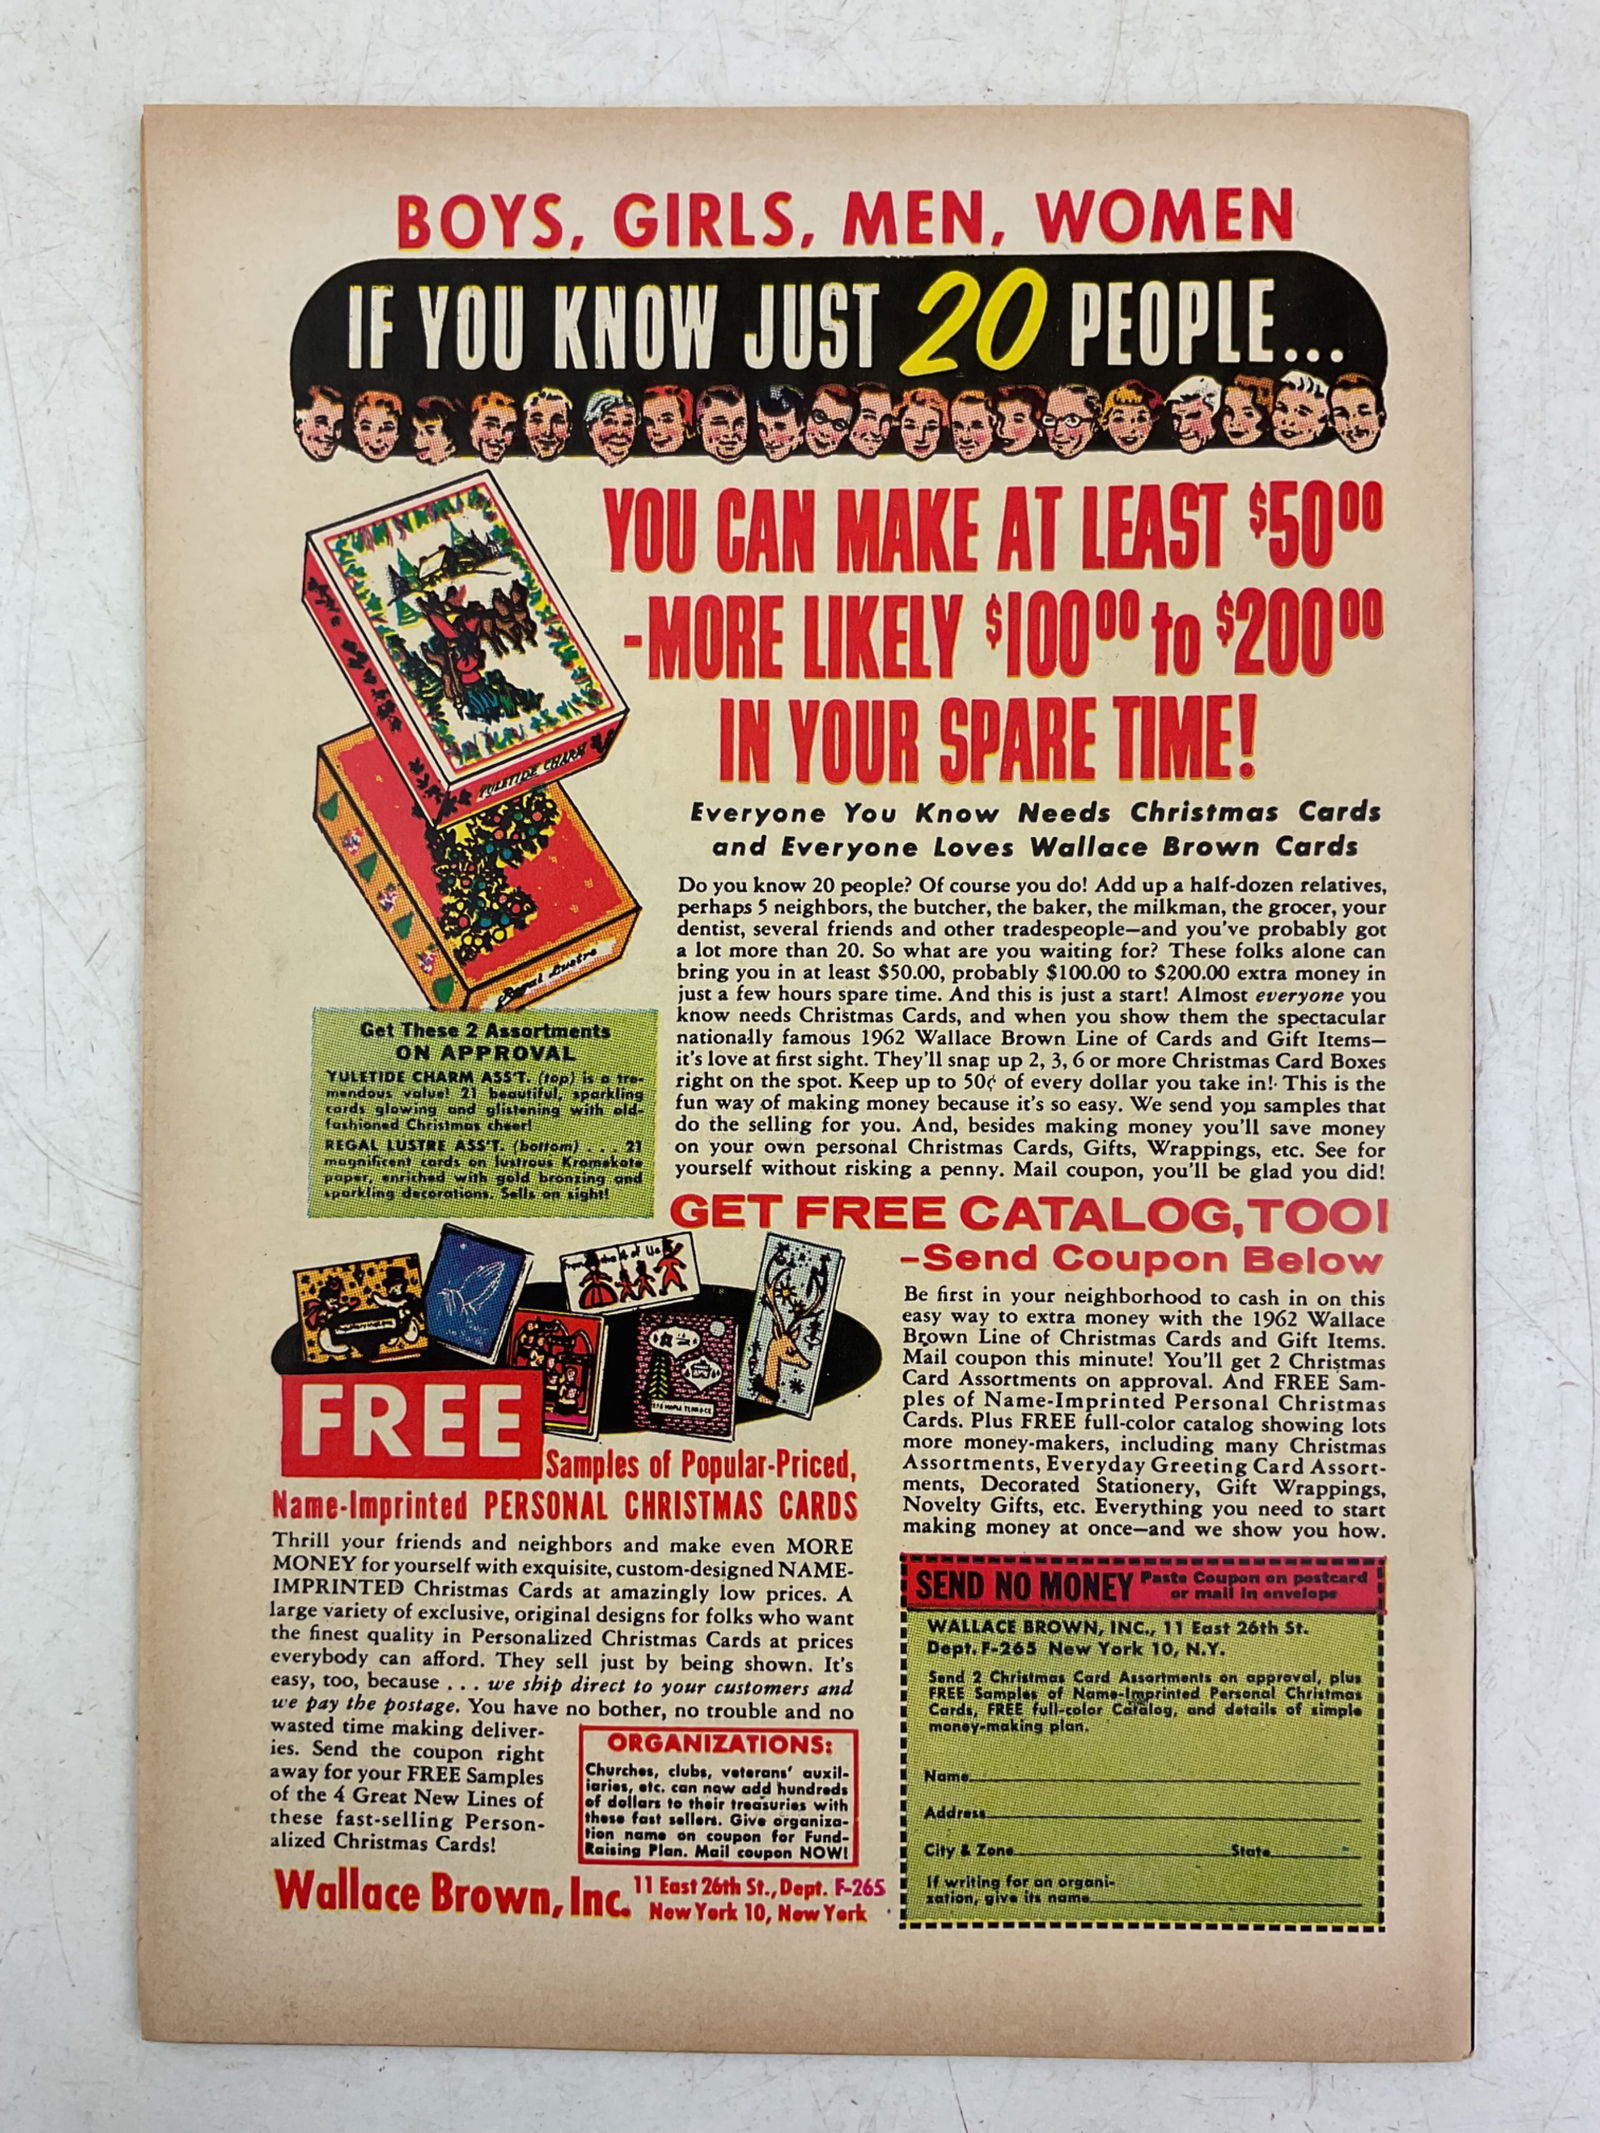 BOYS, GIRLS, MEN, WOMEN
IF YOU KNOW JUST 20 PEOPLE...
YOU CAN MAKE AT LEAST $50⁰⁰
-MORE LIKELY $100⁰⁰ to $200⁰⁰
IN YOUR SPARE TIME!
YULETIDE CHARM
Regal Lustre
Everyone You Know Needs Christmas Cards
and Everyone Loves Wallace Brown Cards
Do you know 20 people? Of course you do! Add up a half-dozen relatives,
perhaps 5 neighbors, the butcher, the baker, the milkman, the grocer, your
dentist, several friends and other tradespeople—and you've probably got
a lot more than 20. So what are you waiting for? These folks alone can
bring you in at least $50.00, probably $100.00 to $200.00 extra money in
just a few hours spare time. And this is just a start! Almost everyone you
know needs Christmas Cards, and when you show them the spectacular
nationally famous 1962 Wallace Brown Line of Cards and Gift Items—
it's love at first sight. They'll snap up 2, 3, 6 or more Christmas Card Boxes
right on the spot. Keep up to 50¢ of every dollar you take in! This is the
fun way of making money because it's so easy. We send you samples that
do the selling for you. And, besides making money you'll save money
on your own personal Christmas Cards, Gifts, Wrappings, etc. See for
yourself without risking a penny. Mail coupon, you'll be glad you did!
Get These 2 Assortments
ON APPROVAL
YULETIDE CHARM ASS'T. (top) is a tre-
mendous value! 21 beautiful, sparkling
cards glowing and glistening with old-
fashioned Christmas cheer!
REGAL LUSTRE ASS'T. (bottom) . . . 21
magnificent cards on lustrous Kromekote
paper, enriched with gold bronzing and
sparkling decorations. Sells on sight!
GET FREE CATALOG, TOO!
-Send Coupon Below
Be first in your neighborhood to cash in on this
easy way to extra money with the 1962 Wallace
Brown Line of Christmas Cards and Gift Items.
Mail coupon this minute! You'll get 2 Christmas
Card Assortments on approval. And FREE Sam-
ples of Name-Imprinted Personal Christmas
Cards. Plus FREE full-color catalog showing lots
more money-makers, including many Christmas
Assortments, Everyday Greeting Card Assort-
ments, Decorated Stationery, Gift Wrappings,
Novelty Gifts, etc. Everything you need to start
making money at once—and we show you how.
From the 4 of Us
MAPLE TERRACE
FREE
Samples of Popular-Priced,
Name-Imprinted PERSONAL CHRISTMAS CARDS
Thrill your friends and neighbors and make even MORE
MONEY for yourself with exquisite, custom-designed NAME-
IMPRINTED Christmas Cards at amazingly low prices. A
large variety of exclusive, original designs for folks who want
the finest quality in Personalized Christmas Cards at prices
everybody can afford. They sell just by being shown. It's
easy, too, because . . . we ship direct to your customers and
we pay the postage. You have no bother, no trouble and no
wasted time making deliver-
ies. Send the coupon right
away for your FREE Samples
of the 4 Great New Lines of
these fast-selling Person-
alized Christmas Cards!
ORGANIZATIONS:
Churches, clubs, veterans' auxil-
iaries, etc. can now add hundreds
of dollars to their treasuries with
these fast sellers. Give organiza-
tion name on coupon for Fund-
Raising Plan. Mail coupon NOW!
Wallace Brown, Inc. 11 East 26th St., Dept. F-265
New York 10, New York
SEND NO MONEY Paste Coupon on postcard
or mail in envelope
WALLACE BROWN, INC., 11 East 26th St.
Dept. F-265 New York 10, N.Y.
Send 2 Christmas Card Assortments on approval, plus
FREE Samples of Name-Imprinted Personal Christmas
Cards, FREE full-color Catalog, and details of simple
money-making plan.
Name
Address
City & Zone State
If writing for an organi-
zation, give its name